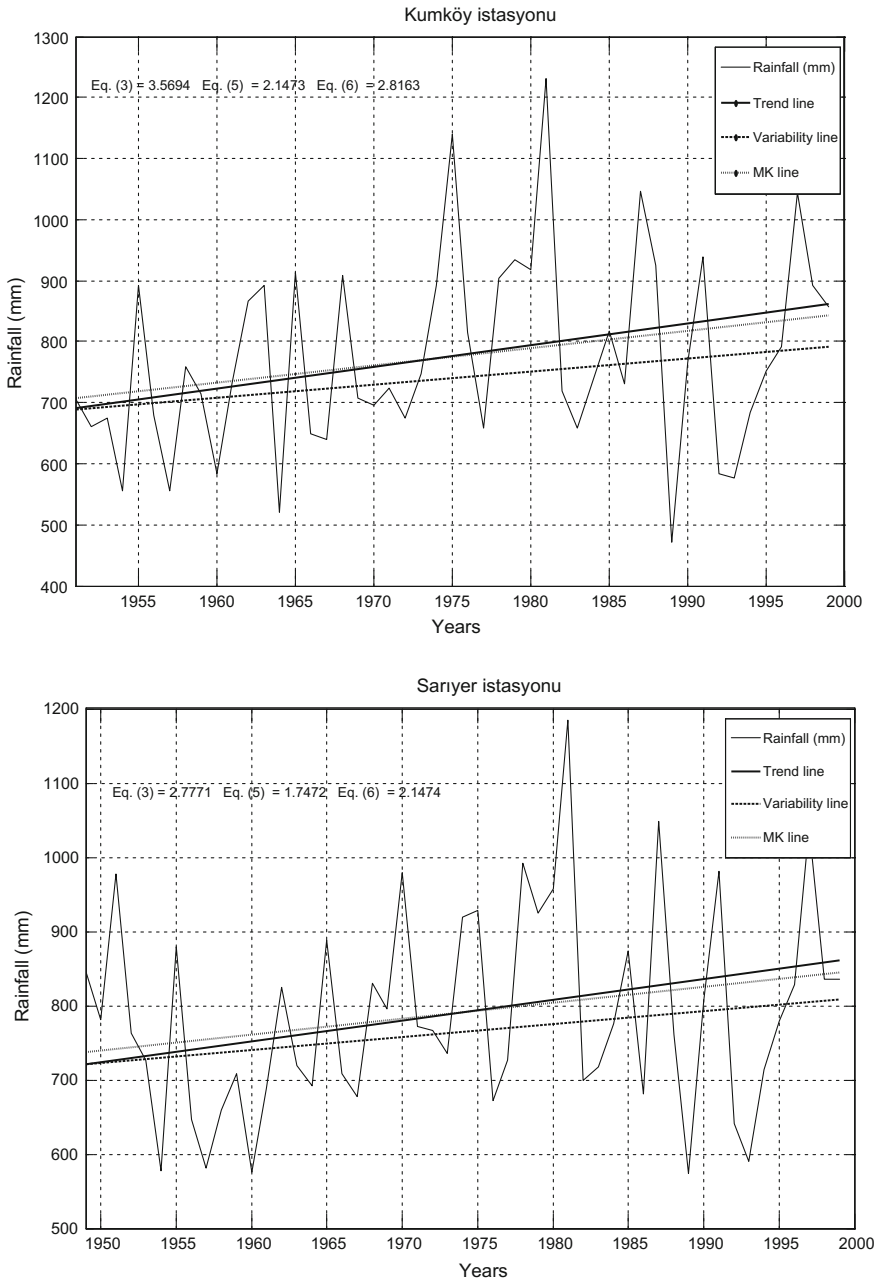 Kumköy istasyonu
1300
1200
1100
1000
900
800
700
600
500
400
Rainfall (mm)
Eq. (3) = 3.5694 Eq. (5) = 2.1473 Eq. (6) = 2.8163
Rainfall (mm)
Trend line
Variability line
MK line
1955 1960 1965 1970 1975 1980 1985 1990 1995 2000
Years
Sarıyer istasyonu
1200
1100
1000
900
800
700
600
500
Rainfall (mm)
Eq. (3) = 2.7771 Eq. (5) = 1.7472 Eq. (6) = 2.1474
Rainfall (mm)
Trend line
Variability line
MK line
1950 1955 1960 1965 1970 1975 1980 1985 1990 1995 2000
Years